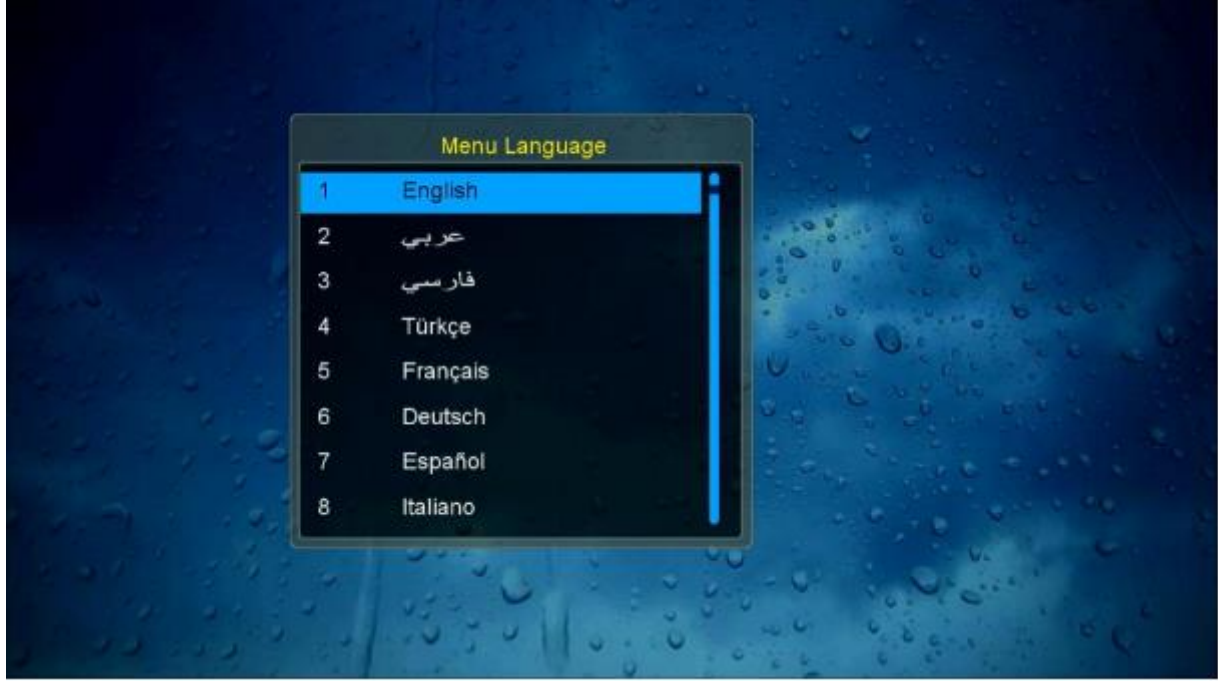 Menu Language
1 English
2 عربي
3 فارسي
4 Türkçe
5 Français
6 Deutsch
7 Español
8 Italiano